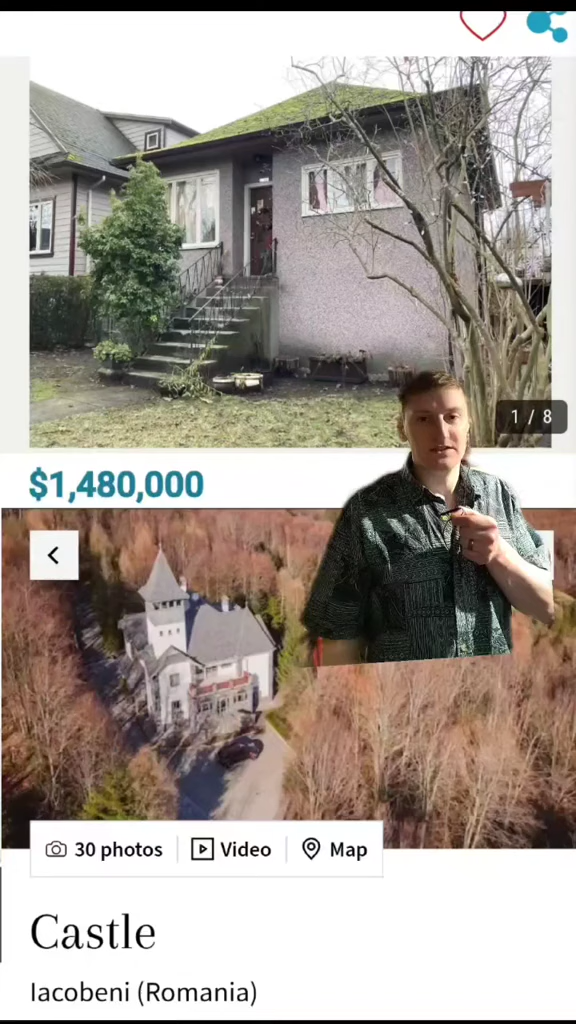 1 / 8
$1,480,000
30 photos
Video
Map
Castle
Iacobeni (Romania)